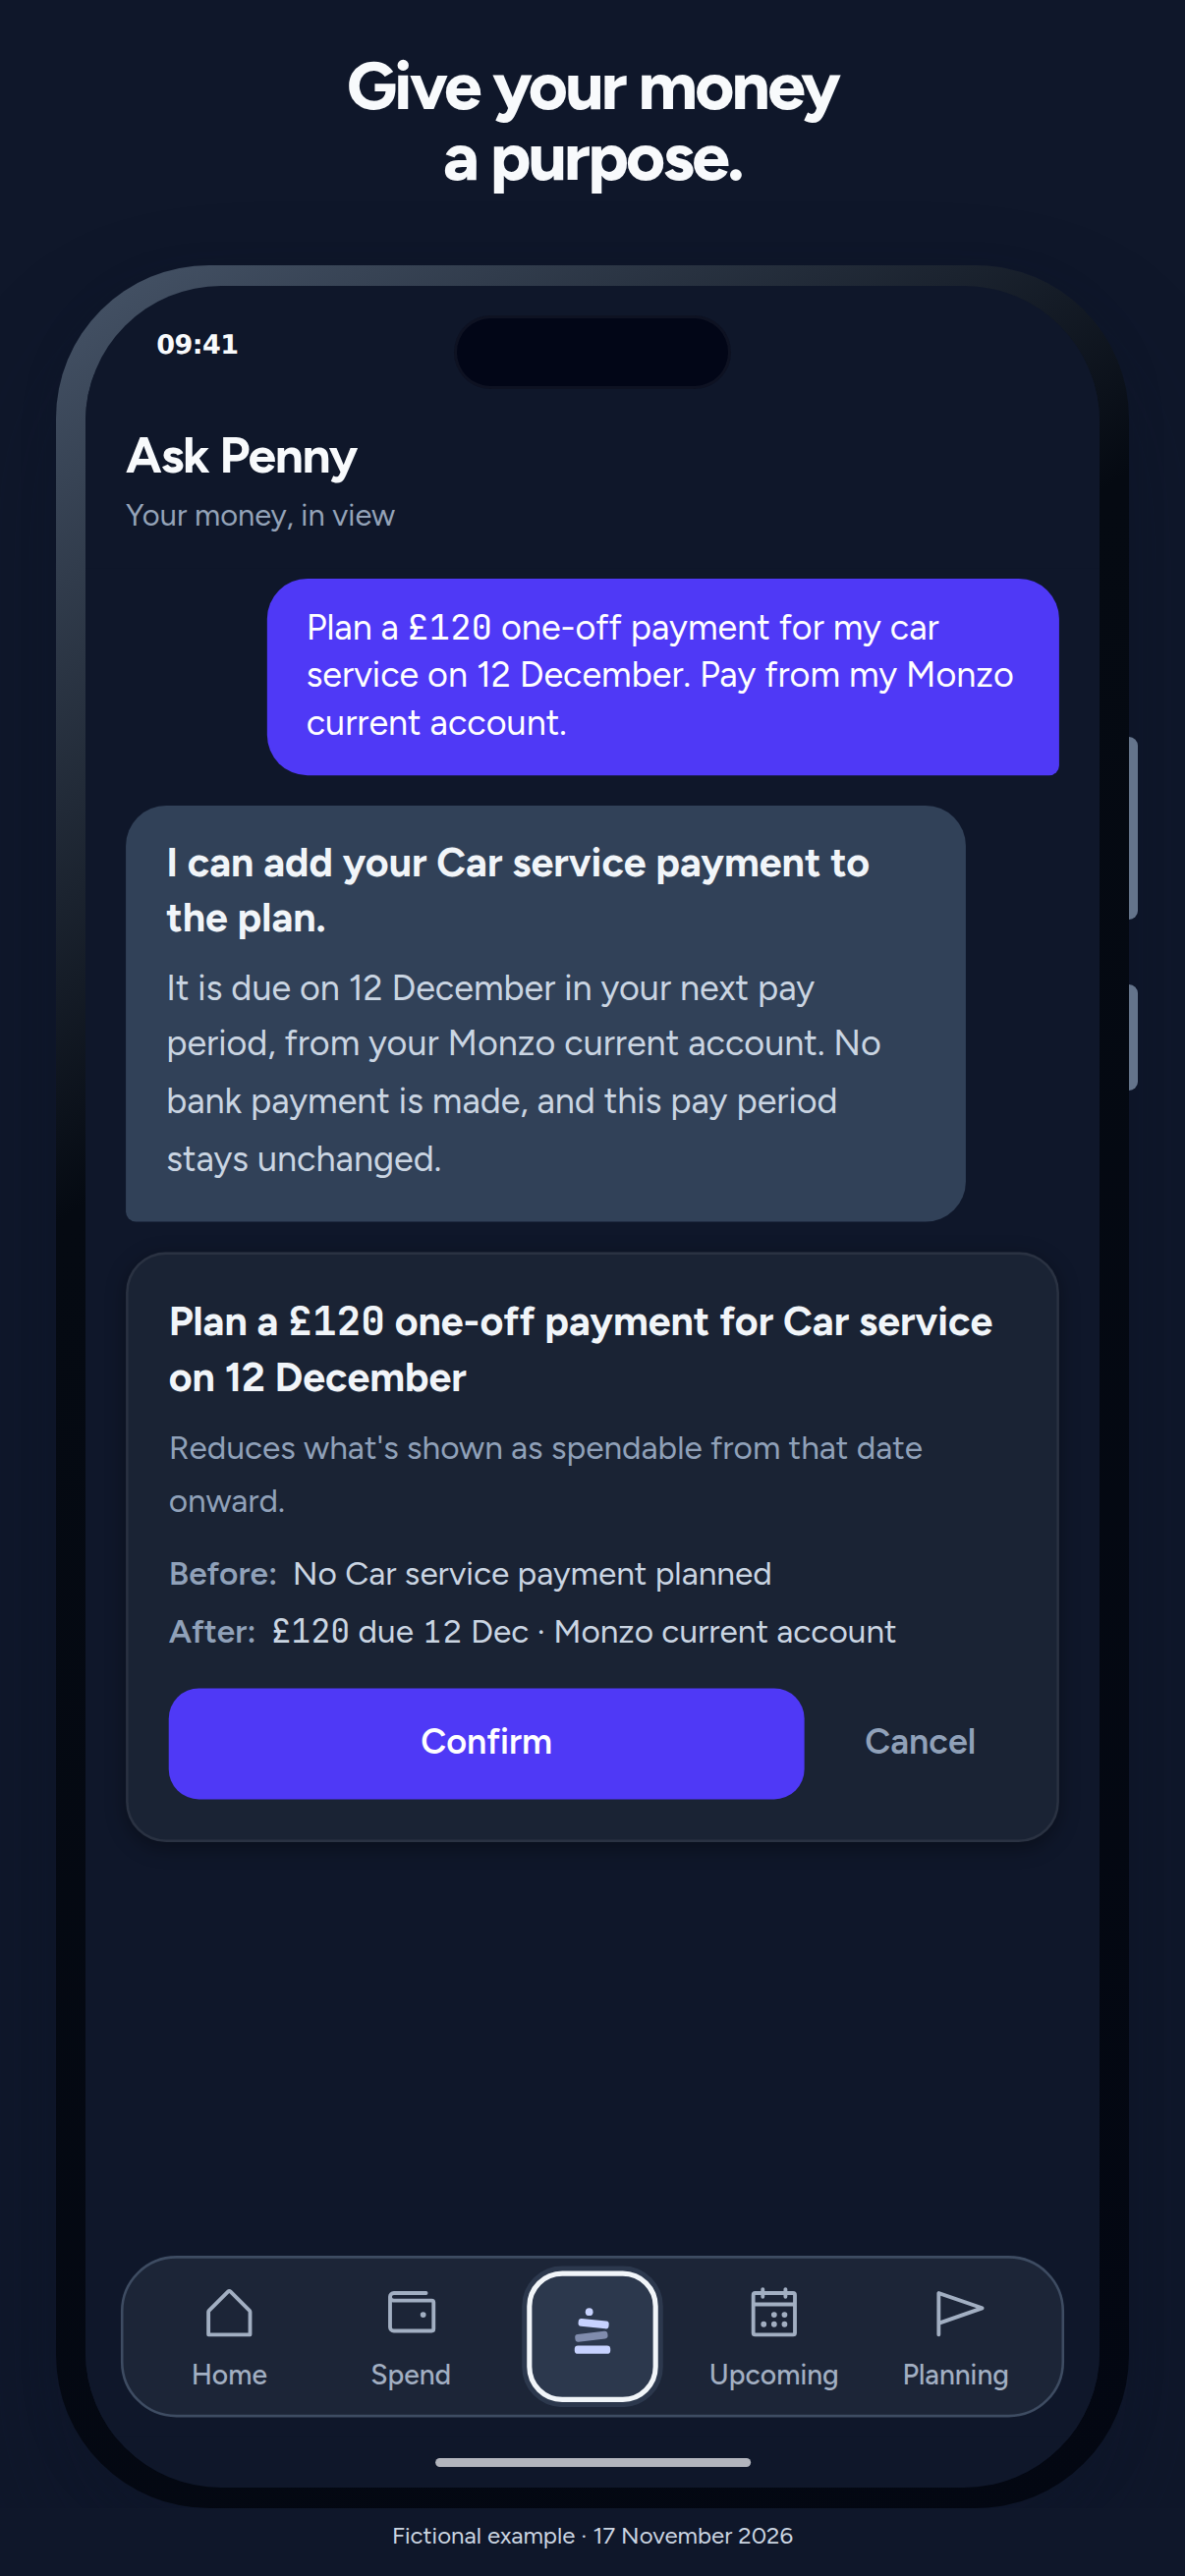 Give your money
a purpose.
09:41
Ask Penny
Your money, in view
Plan a £120 one-off payment for my car
service on 12 December. Pay from my Monzo
current account.
I can add your Car service payment to
the plan.
It is due on 12 December in your next pay
period, from your Monzo current account. No
bank payment is made, and this pay period
stays unchanged.
Plan a £120 one-off payment for Car service
on 12 December
Reduces what's shown as spendable from that date
onward.
Before: No Car service payment planned
After: £120 due 12 Dec · Monzo current account
Confirm Cancel
Home Spend Upcoming Planning
Fictional example · 17 November 2026